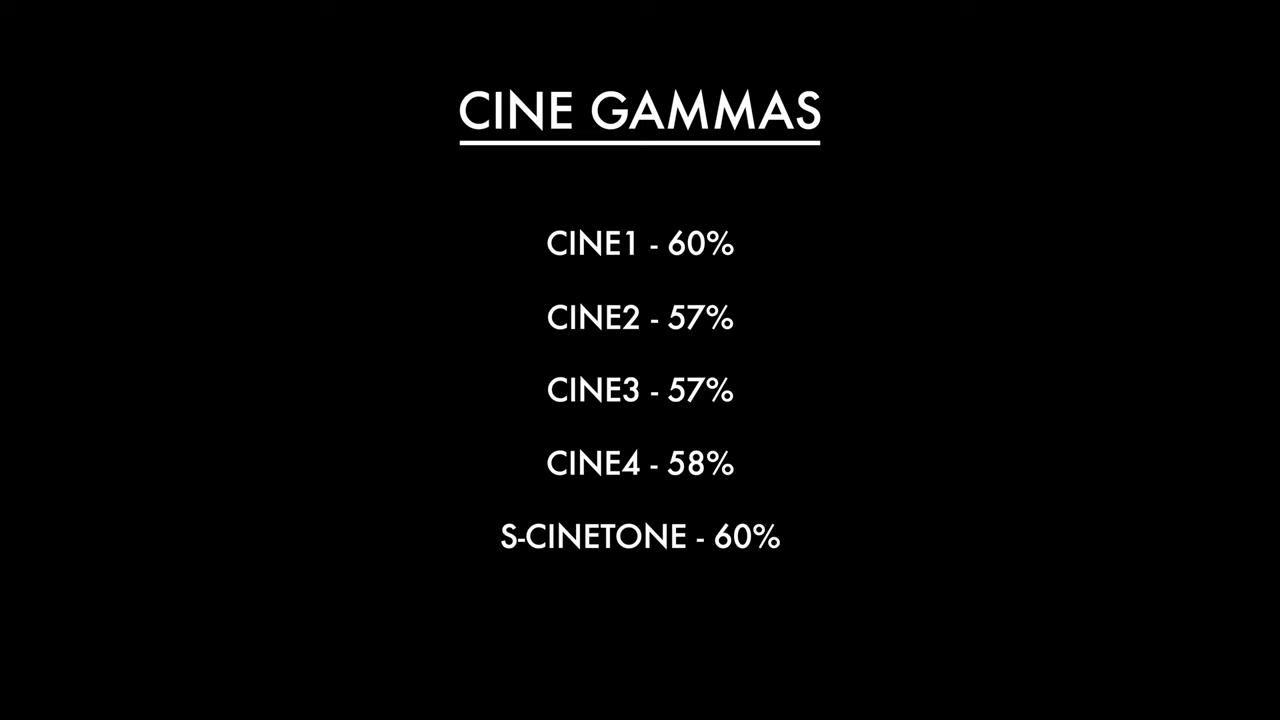 CINE GAMMAS
CINE1 - 60%
CINE2 - 57%
CINE3 - 57%
CINE4 - 58%
S-CINETONE - 60%